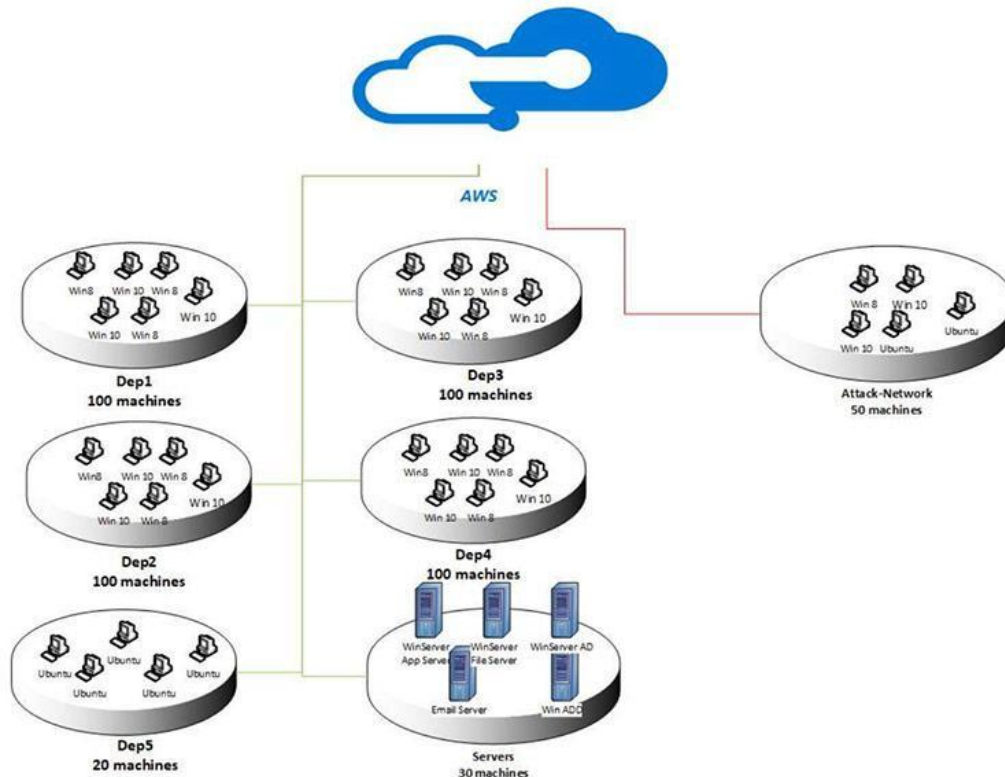 AWS
Win8
Win 10
Win 8
Win 10
Win 10
Win 8
Dep1
100 machines
Win8
Win 10
Win 8
Win 10
Win 10
Win 8
Dep3
100 machines
Win 8
Win 10
Ubuntu
Win 10
Ubuntu
Attack-Network
50 machines
Win8
Win 10
Win 8
Win 10
Win 10
Win 8
Dep2
100 machines
Win8
Win 10
Win 8
Win 10
Win 10
Win 8
Dep4
100 machines
Ubuntu
Ubuntu
Ubuntu
Ubuntu
Ubuntu
Dep5
20 machines
WinServer
App Server
WinServer
File Server
WinServer AD
Email Server
Win ADD
Servers
30 machines